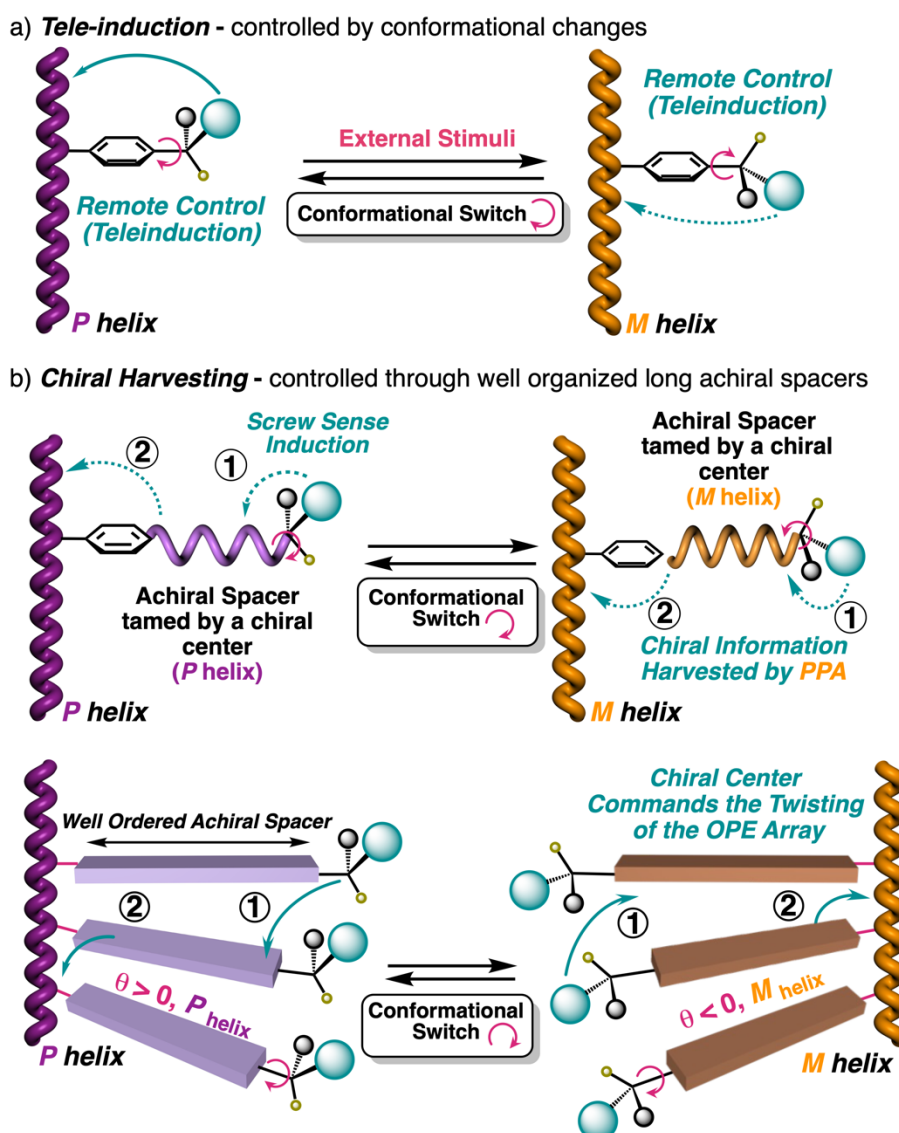 a) Tele-induction - controlled by conformational changes
Remote Control
(Teleinduction)
External Stimuli
Conformational Switch
Remote Control
(Teleinduction)
P helix
M helix
b) Chiral Harvesting - controlled through well organized long achiral spacers
Screw Sense
Induction
2
1
Achiral Spacer
tamed by a chiral
center
(P helix)
P helix
Conformational
Switch
Achiral Spacer
tamed by a chiral
center
(M helix)
2
1
Chiral Information
Harvested by PPA
M helix
Well Ordered Achiral Spacer
2
1
θ > 0, P helix
P helix
Conformational
Switch
Chiral Center
Commands the Twisting
of the OPE Array
1
2
θ < 0, M helix
M helix